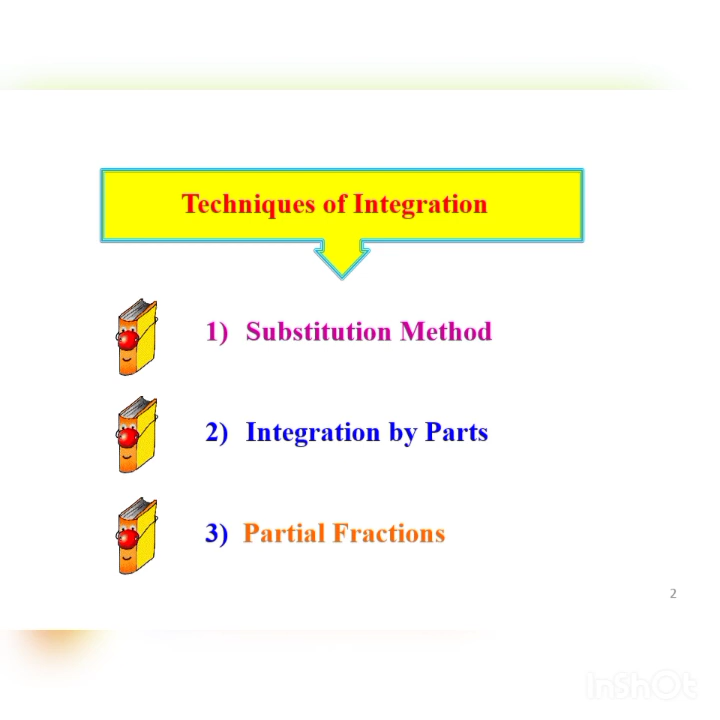 Techniques of Integration
1) Substitution Method
2) Integration by Parts
3) Partial Fractions
2
InShOt